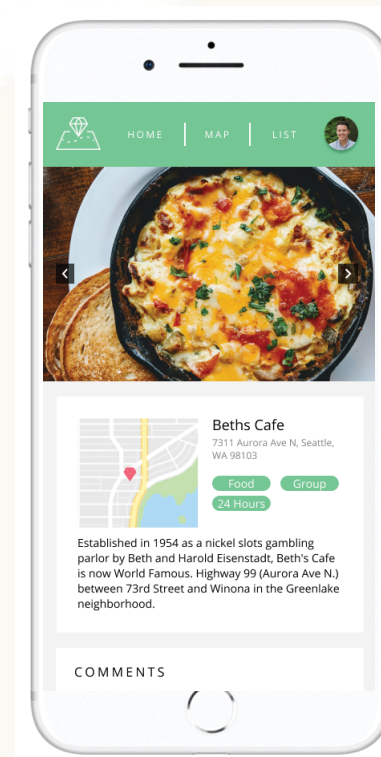 HOME MAP LIST
Beths Cafe
7311 Aurora Ave N, Seattle,
WA 98103
Food Group
24 Hours
Established in 1954 as a nickel slots gambling
parlor by Beth and Harold Eisenstadt, Beth's Cafe
is now World Famous. Highway 99 (Aurora Ave N.)
between 73rd Street and Winona in the Greenlake
neighborhood.
COMMENTS